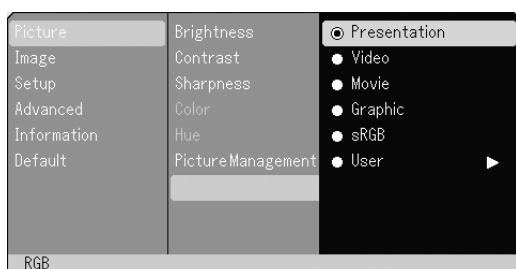 Picture
Image
Setup
Advanced
Information
Default
Brightness
Contrast
Sharpness
Color
Hue
Picture Management
Presentation
Video
Movie
Graphic
sRGB
User
RGB